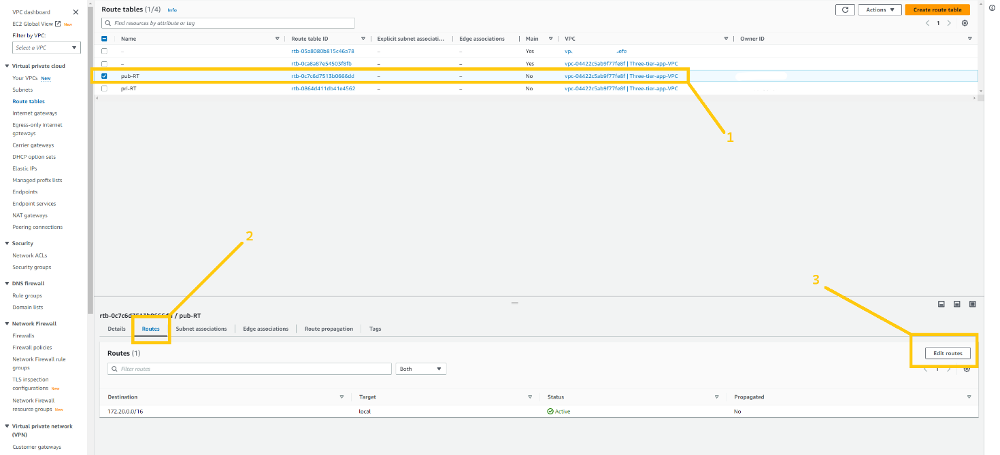 VPC dashboard
EC2 Global View New
Filter by VPC:
Select a VPC
Virtual private cloud
Your VPCs New
Subnets
Route tables
Internet gateways
Egress-only internet
gateways
Carrier gateways
DHCP option sets
Elastic IPs
Managed prefix lists
Endpoints
Endpoint services
NAT gateways
Peering connections
Security
Network ACLs
Security groups
DNS firewall
Rule groups
Domain lists
Network Firewall
Firewalls
Firewall policies
Network Firewall rule
groups
TLS inspection
configurations New
Network Firewall
resource groups New
Virtual private network
(VPN)
Customer gateways
Route tables (1/4) Info
Actions
Create route table
Find resources by attribute or tag
1
Name Route table ID Explicit subnet associati... Edge associations Main VPC Owner ID
– rtb-05a8080b815c46a78 – – Yes
– rtb-0ca8a87e54503f8fb – – Yes vpc-04422c5ab9f77fe8f | Three-tier-app-VPC
pub-RT rtb-0c7c6d7513b0666dd – – No vpc-04422c5ab9f77fe8f | Three-tier-app-VPC
pri-RT rtb-0864d411db41e4562 – – No vpc-04422c5ab9f77fe8f | Three-tier-app-VPC
1
2
3
rtb-0c7c6d7513b0666dd / pub-RT
Details Routes Subnet associations Edge associations Route propagation Tags
Routes (1)
Edit routes
Filter routes
Both
1
Destination Target Status Propagated
172.20.0.0/16 local Active No